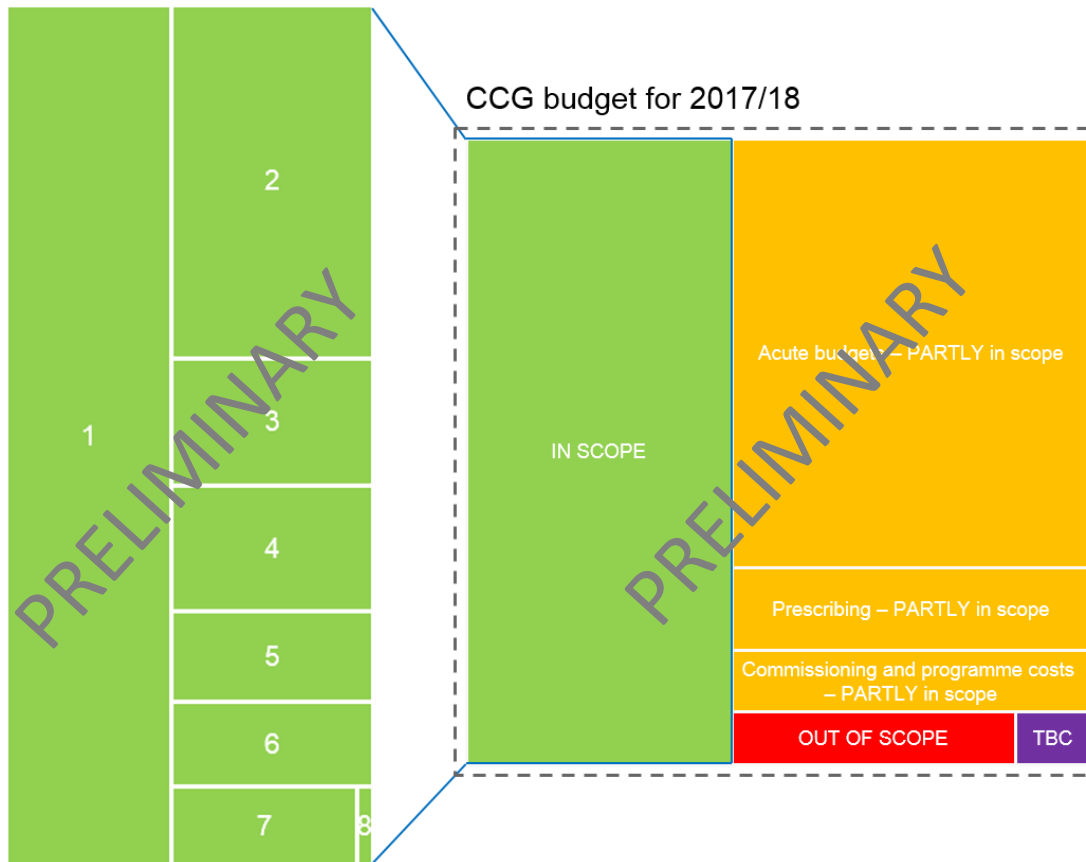 1
2
3
4
5
6
7
8
PRELIMINARY
CCG budget for 2017/18
IN SCOPE
Acute budgets – PARTLY in scope
Prescribing – PARTLY in scope
Commissioning and programme costs
– PARTLY in scope
OUT OF SCOPE
TBC
PRELIMINARY